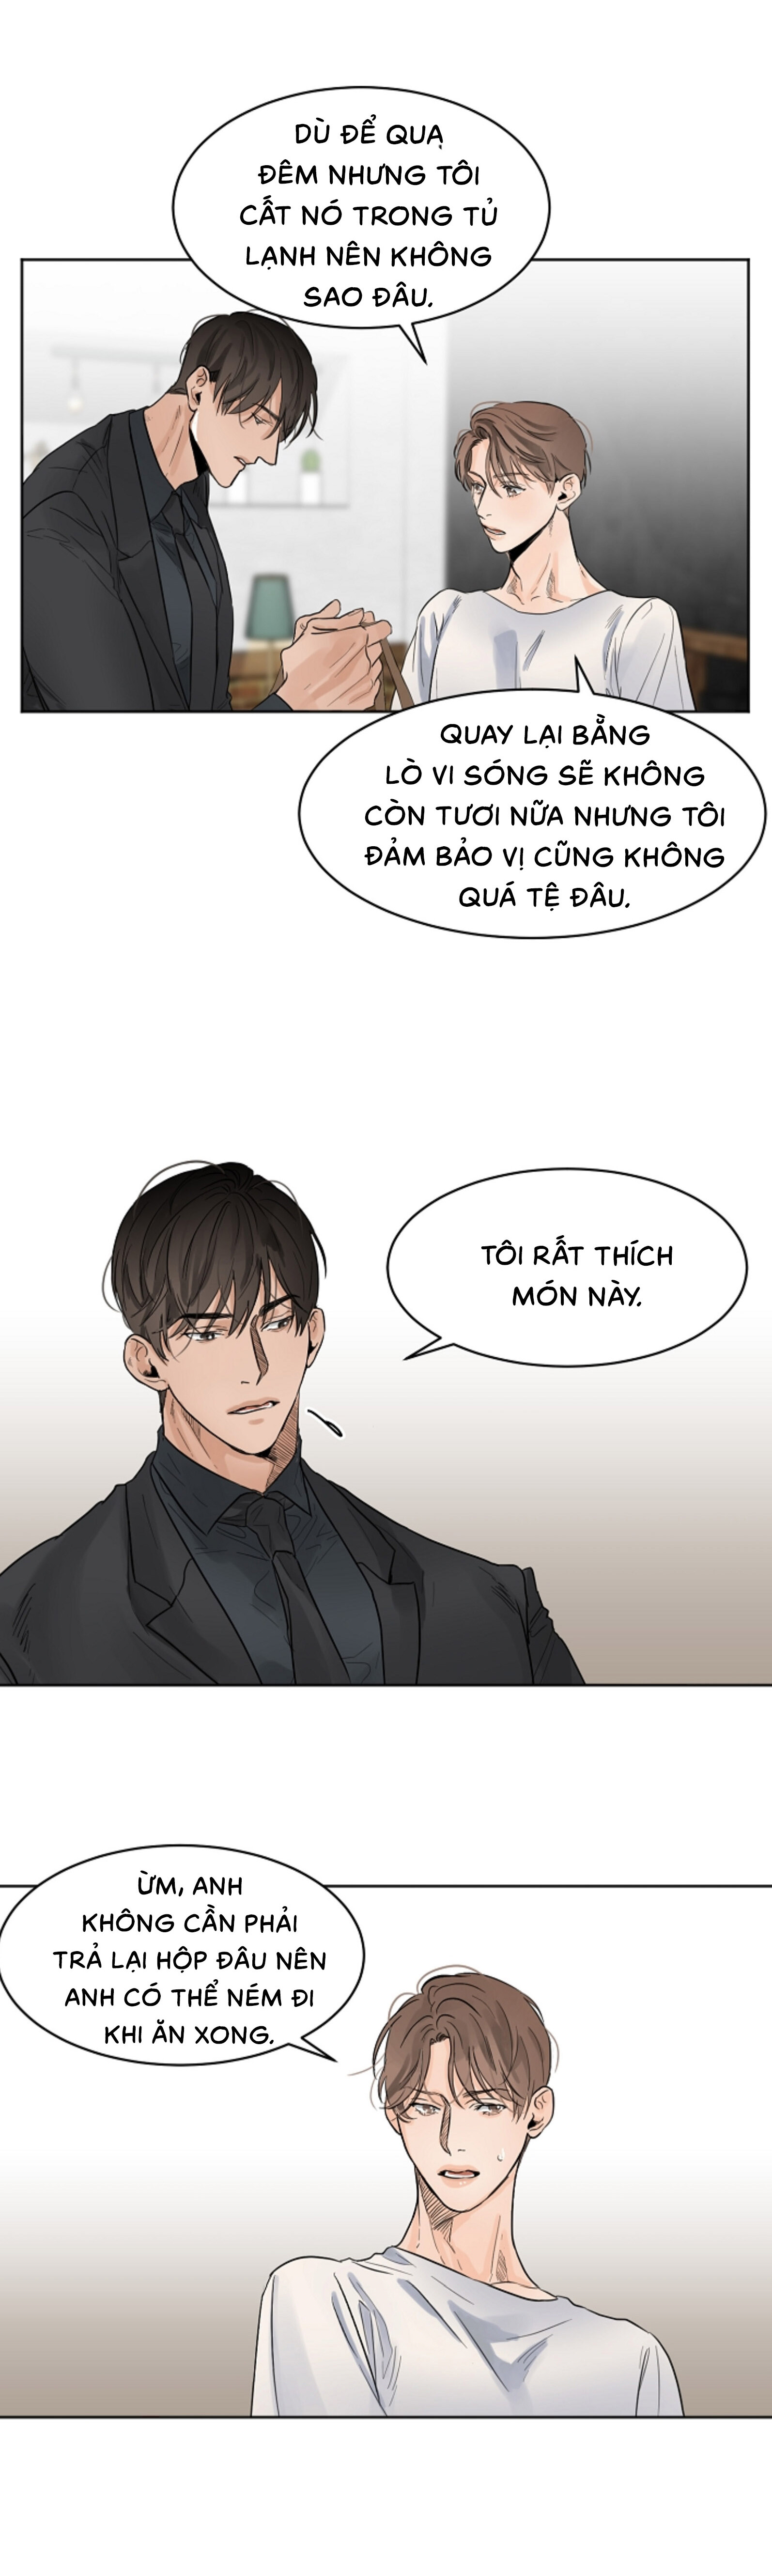 DÙ ĐỂ QUA
ĐÊM NHƯNG TÔI
CẤT NÓ TRONG TỦ
LẠNH NÊN KHÔNG
SAO ĐÂU.
QUAY LẠI BẰNG
LÒ VI SÓNG SẼ KHÔNG
CÒN TƯƠI NỮA NHƯNG TÔI
ĐẢM BẢO VỊ CŨNG KHÔNG
QUÁ TỆ ĐÂU.
TÔI RẤT THÍCH
MÓN NÀY.
ỪM, ANH
KHÔNG CẦN PHẢI
TRẢ LẠI HỘP ĐÂU NÊN
ANH CÓ THỂ NÉM ĐI
KHI ĂN XONG.